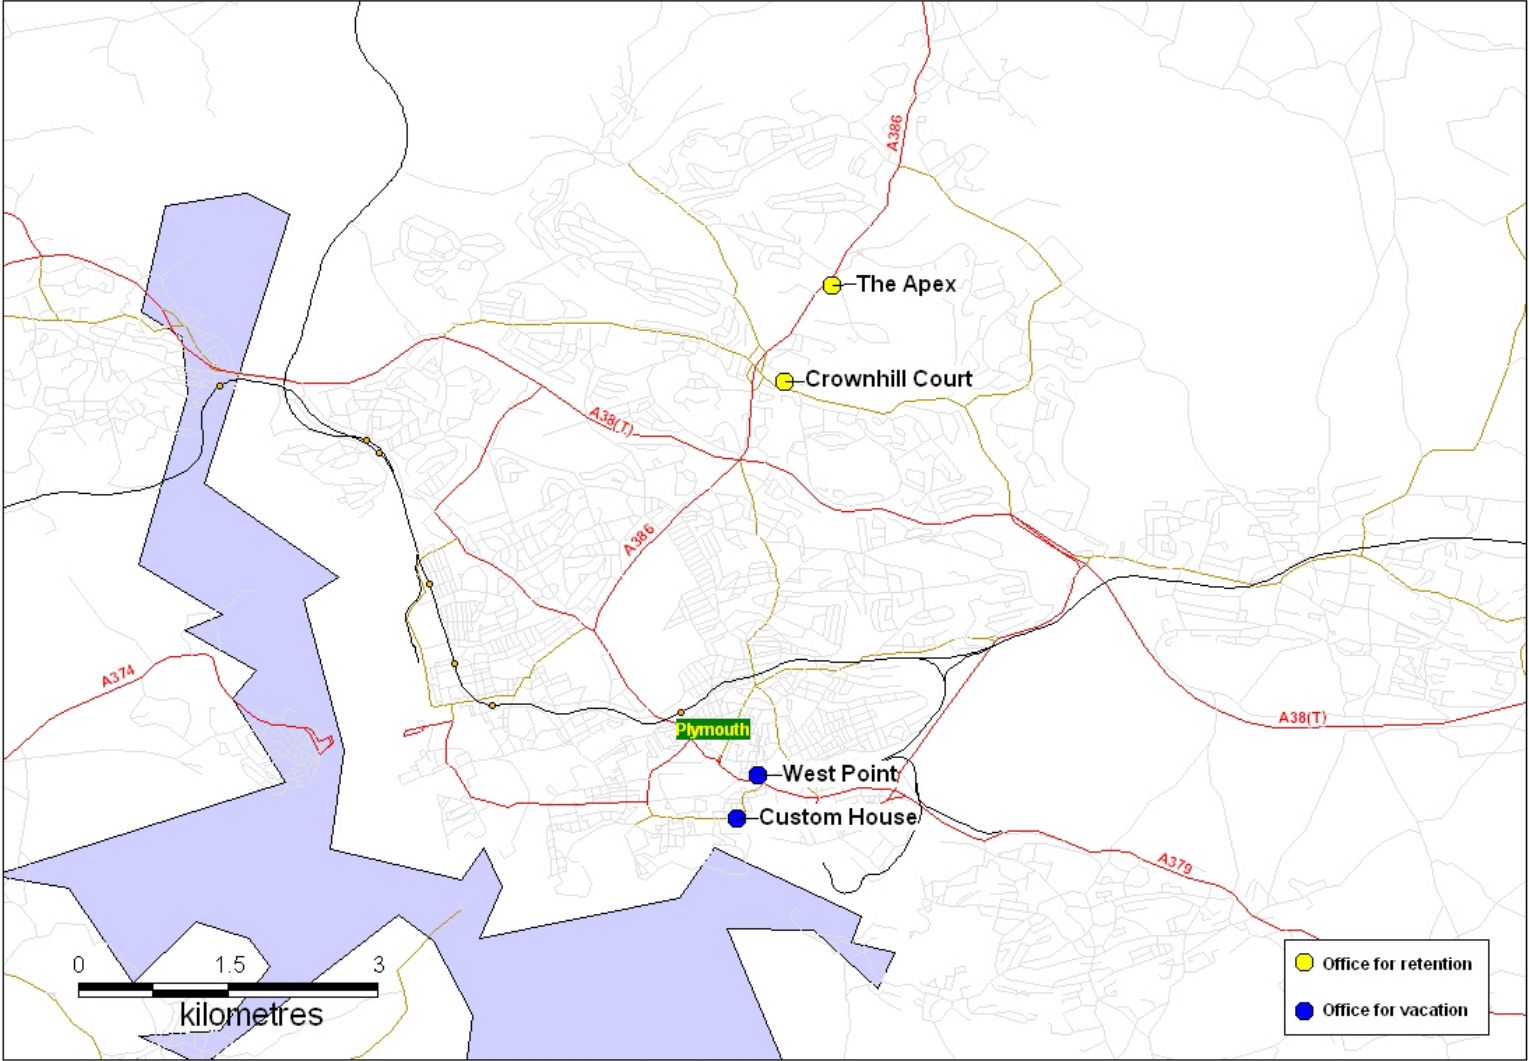 A386
The Apex
Crownhill Court
A38(T)
A386
A374
Plymouth
A38(T)
West Point
Custom House
A379
0 1.5 3
kilometres
Office for retention
Office for vacation